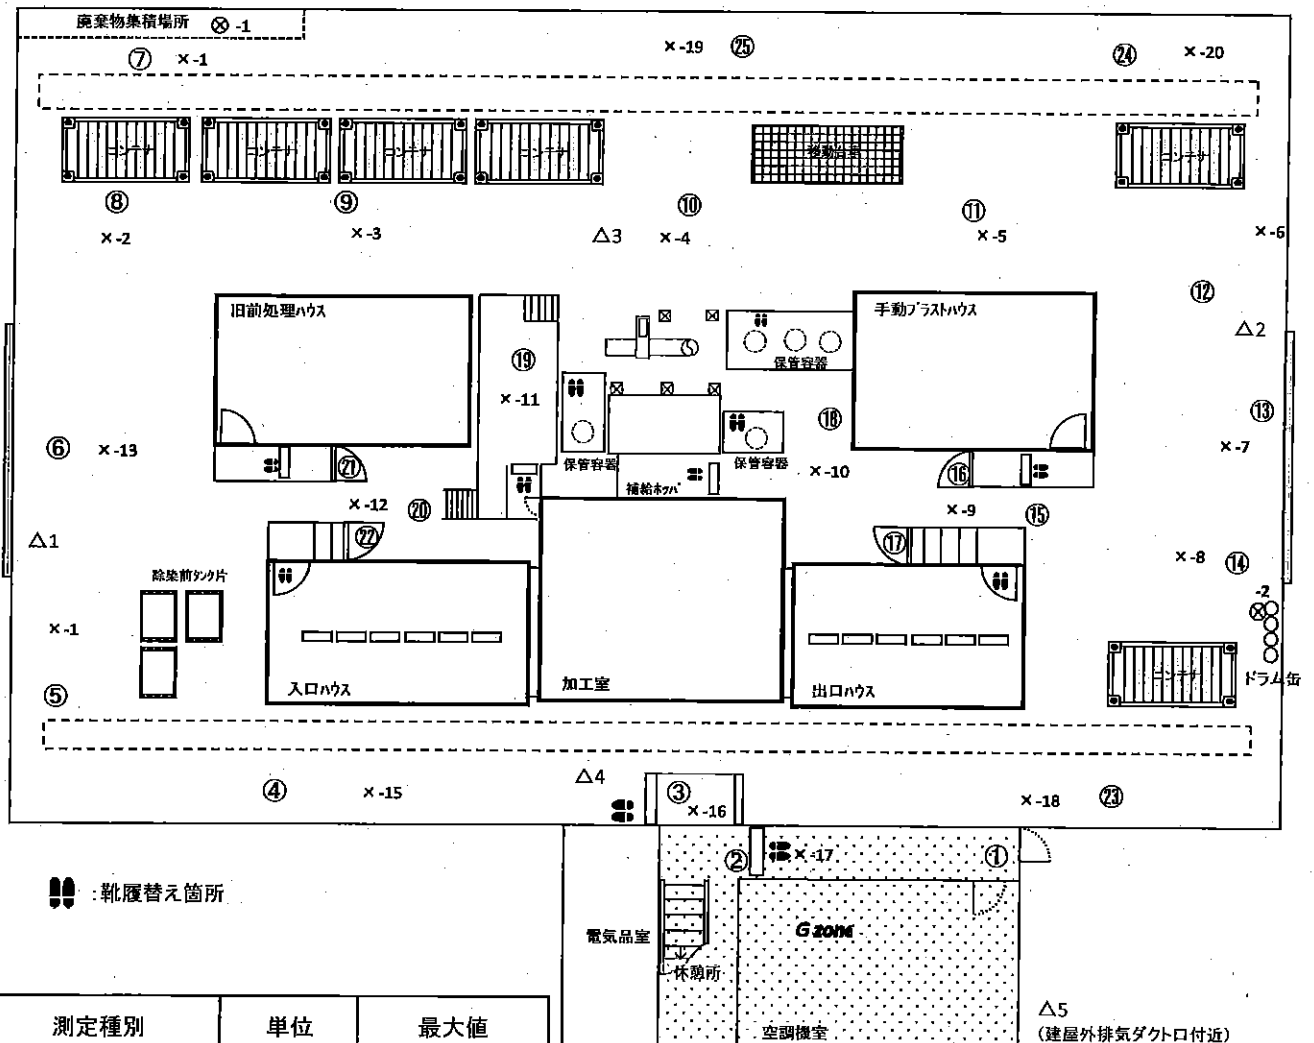 廃棄物集積場所 ⊗ -1
⑦ ×-1
×-19 ㉕
㉔ ×-20
コンテナ コンテナ コンテナ コンテナ
移動台室
コンテナ
⑧ ⑨ ⑩ ⑪
×-2 ×-3 △3 ×-4 ×-5 ×-6
⑫
△2
旧前処理ハウス
手動ブラストハウス
保管容器
⑲
×-11
⑱
⑬
×-7
⑥ ×-13
㉑
保管容器
保管容器
補給ホッパ
×-10
⑯
×-12 ⑳
×-9 ⑮
△1
㉒
⑰
×-8 ⑭
除染前タンク片
-2
⊗
×-1
⑤
入口ハウス
加工室
出口ハウス
コンテナ
ドラム缶
④ ×-15
△4
③ ×-16
×-18 ㉓
② ×-17 ①
:靴履替え箇所
電気品室
G zone
休憩所
空調機室
△5
(建屋外排気ダクト口付近)
測定種別 単位 最大値